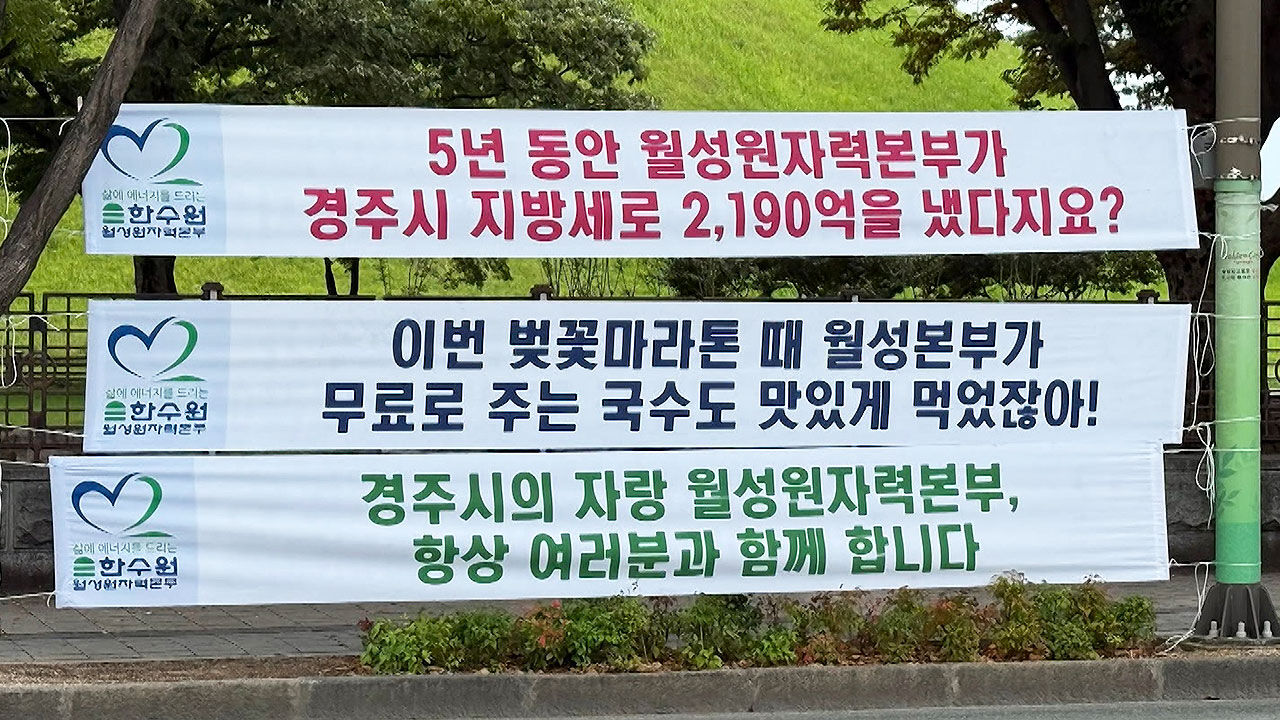 5년 동안 월성원자력본부가
경주시 지방세로 2,190억을 냈다지요?
삶에 에너지를 드리는
한수원
월성원자력본부
이번 벚꽃마라톤 때 월성본부가
무료로 주는 국수도 맛있게 먹었잖아!
삶에 에너지를 드리는
한수원
월성원자력본부
경주시의 자랑 월성원자력본부,
항상 여러분과 함께 합니다
삶에 에너지를 드리는
한수원
월성원자력본부